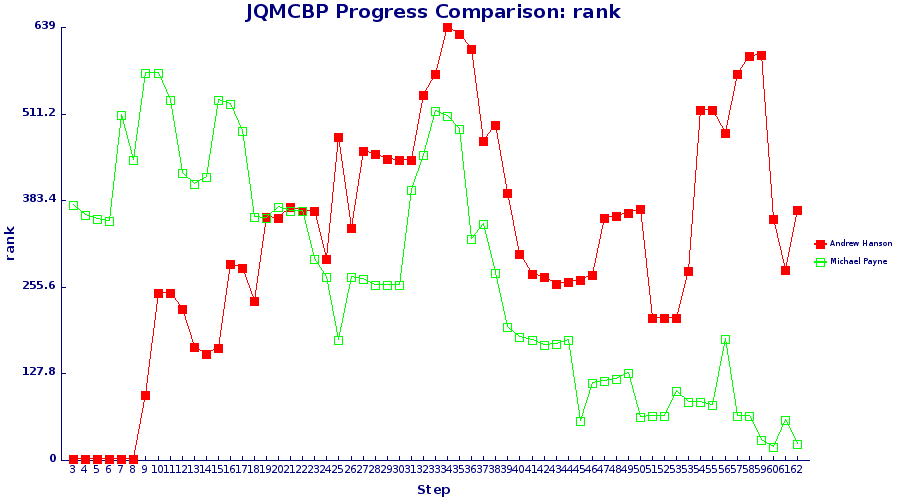 JQMCBP Progress Comparison: rank
639
511.2
383.4
255.6
127.8
0
rank
3 4 5 6 7 8 9 10 11 12 13 14 15 16 17 18 19 20 21 22 23 24 25 26 27 28 29 30 31 32 33 34 35 36 37 38 39 40 41 42 43 44 45 46 47 48 49 50 51 52 53 54 55 56 57 58 59 60 61 62
Step
Andrew Hanson
Michael Payne